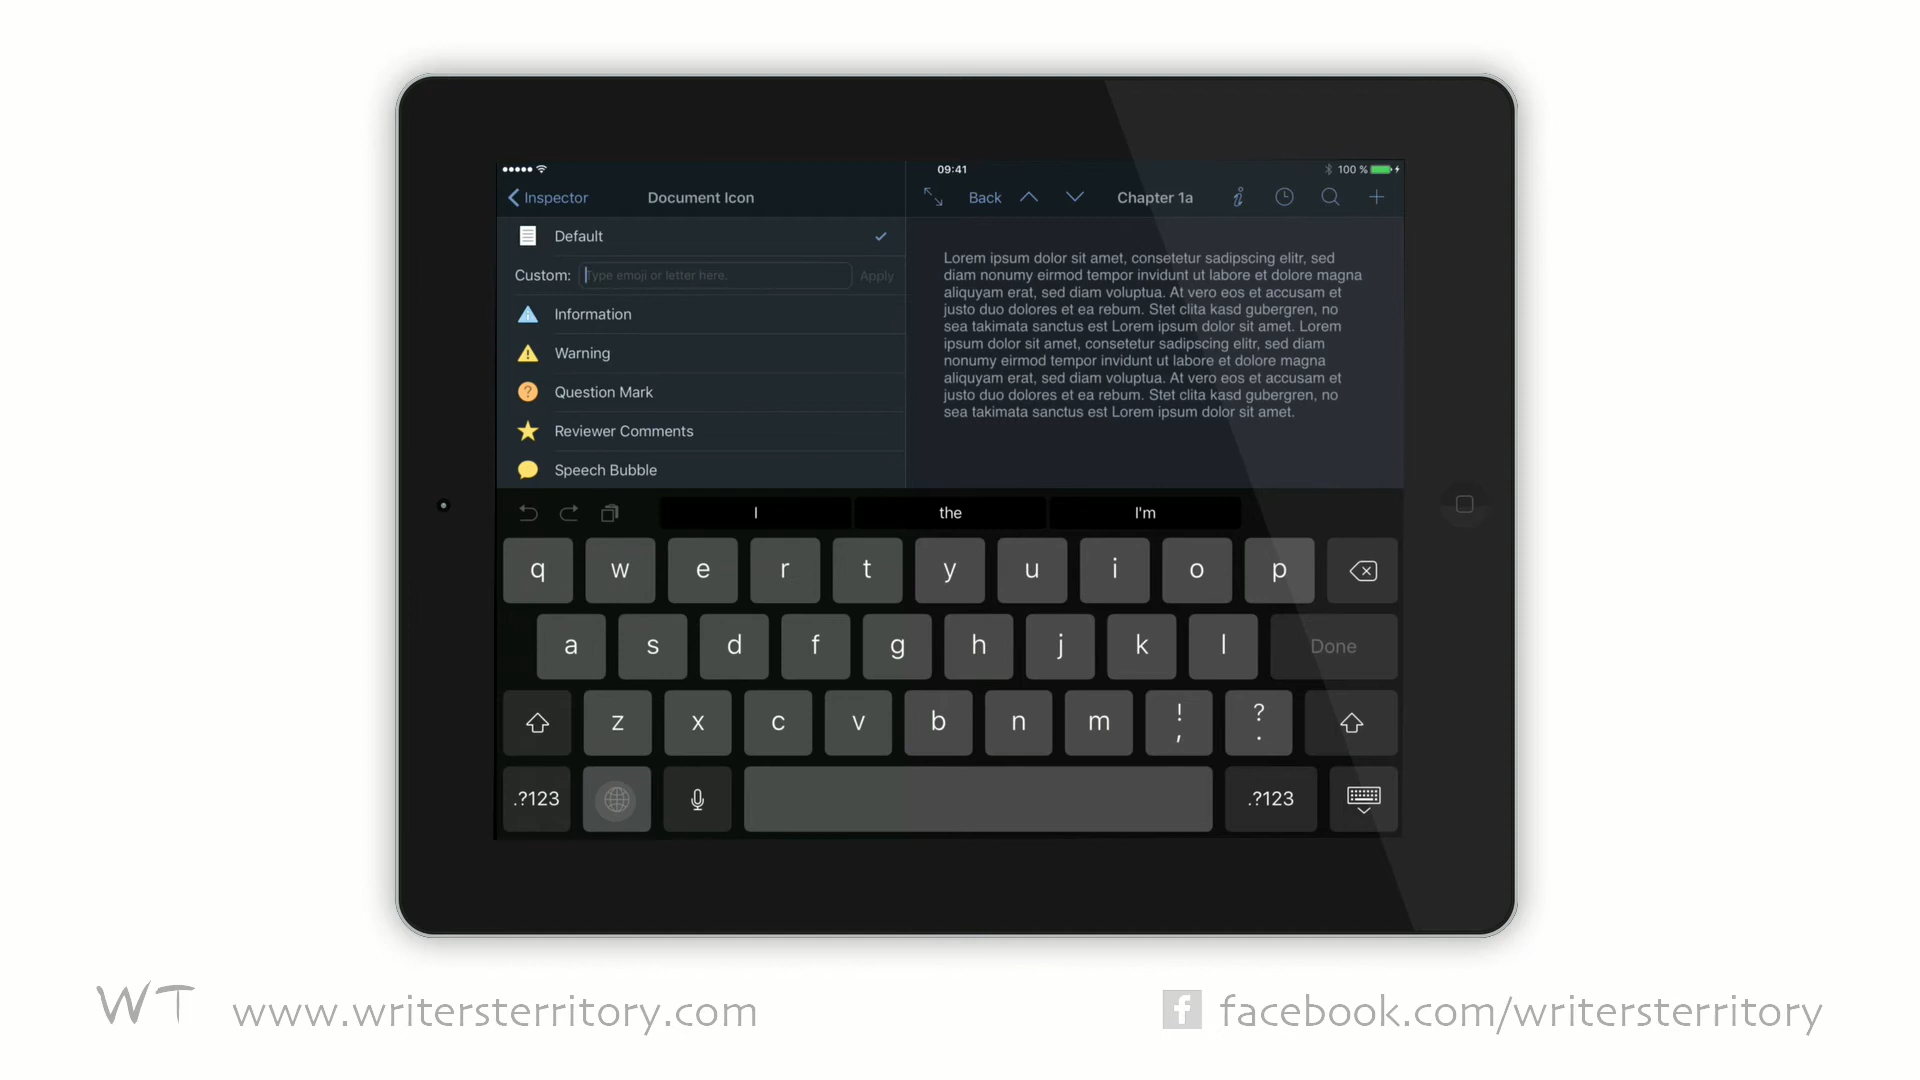 09:41
100 %
Inspector
Document Icon
Back
Chapter 1a
Default
Custom:
Type emoji or letter here.
Apply
Information
Warning
Question Mark
Reviewer Comments
Speech Bubble
Lorem ipsum dolor sit amet, consetetur sadipscing elitr, sed
diam nonumy eirmod tempor invidunt ut labore et dolore magna
aliquyam erat, sed diam voluptua. At vero eos et accusam et
justo duo dolores et ea rebum. Stet clita kasd gubergren, no
sea takimata sanctus est Lorem ipsum dolor sit amet. Lorem
ipsum dolor sit amet, consetetur sadipscing elitr, sed diam
nonumy eirmod tempor invidunt ut labore et dolore magna
aliquyam erat, sed diam voluptua. At vero eos et accusam et
justo duo dolores et ea rebum. Stet clita kasd gubergren, no
sea takimata sanctus est Lorem ipsum dolor sit amet.
I the I'm
q w e r t y u i o p
a s d f g h j k l Done
z x c v b n m ! , ? .
.?123 .?123
WT www.writersterritory.com
f facebook.com/writersterritory